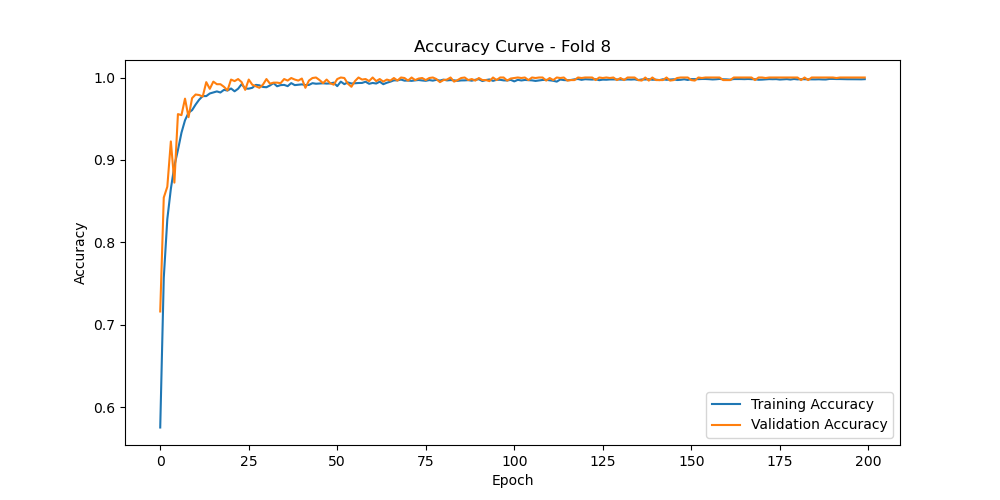 Accuracy Curve - Fold 8
1.0
0.9
0.8
0.7
0.6
Accuracy
0 25 50 75 100 125 150 175 200
Epoch
Training Accuracy
Validation Accuracy